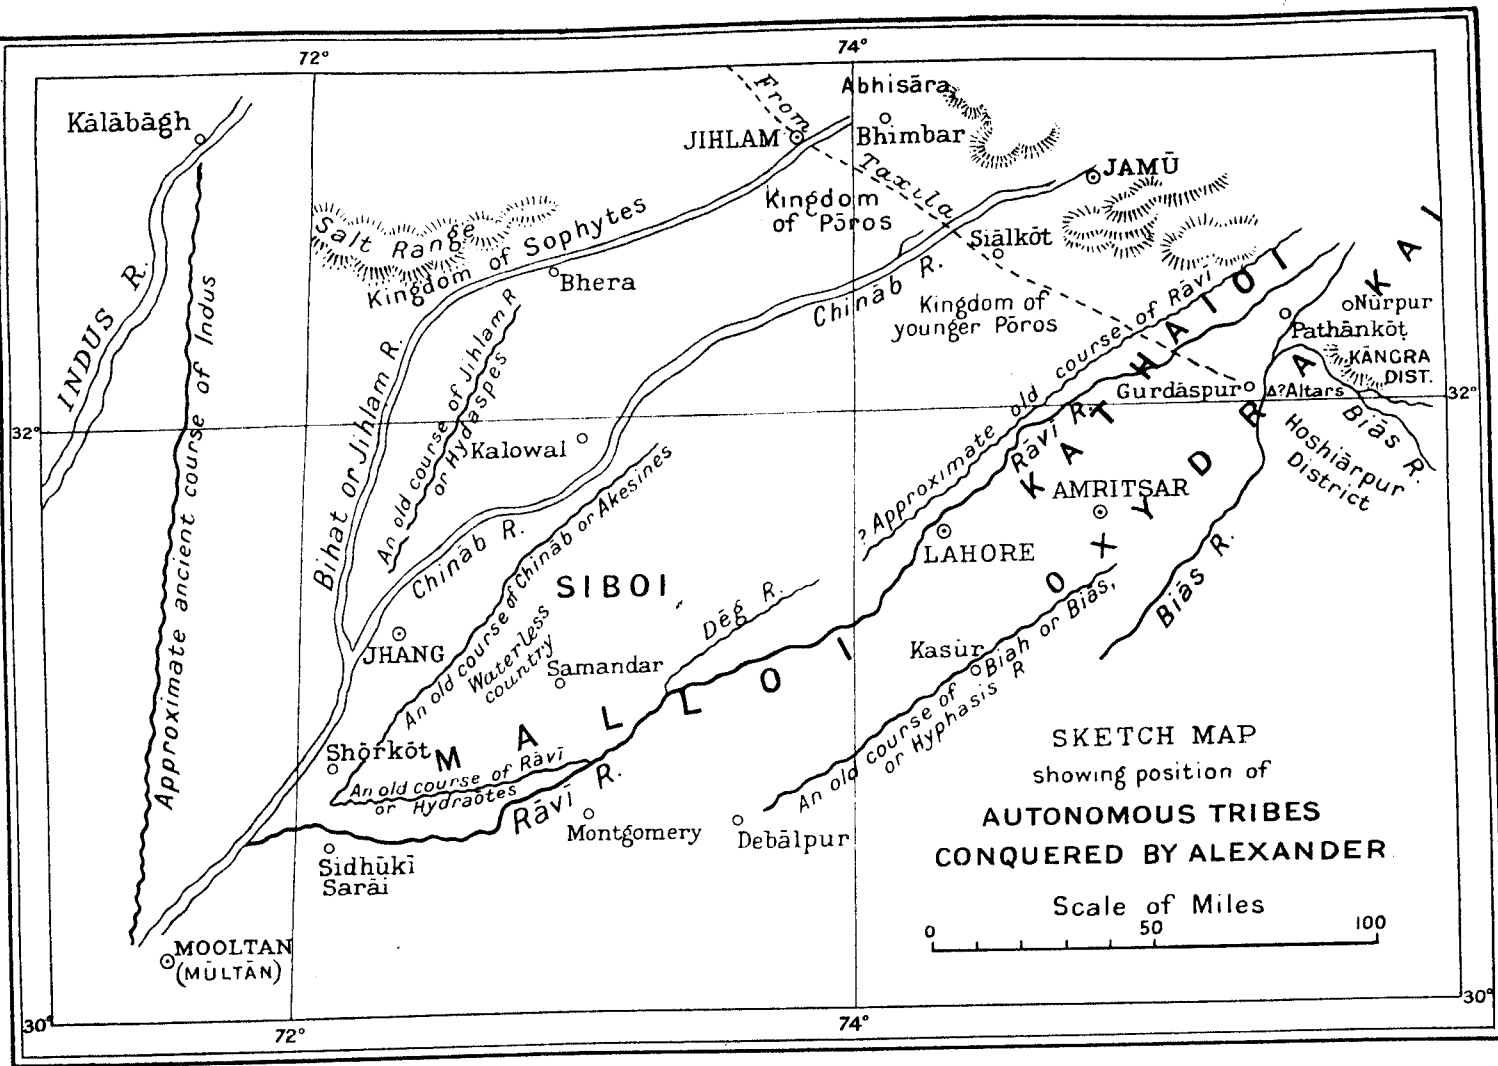 72°
74°
Kālābāgh
From
Taxila
Abhisāra
JIHLAM
Bhimbar
JAMŪ
Kingdom
of Pōros
Salt Range
Kingdom of Sophytes
Bhera
Siālkōt
INDUS R.
Approximate ancient course of Indus
Bihat or Jihlam R.
An old course of Jihlam R
or Hydaspes
Chināb R.
Kingdom of
younger Pōros
? Approximate old course of Rāvī
KATHAIOI
OXYDRAKAI
Nūrpur
Pathānkōṭ
KĀNGRA
DIST.
Gurdāspur
Δ?Altars
32°
32°
Biās R.
Hoshiārpur
District
Kalowal
Rāvī R.
AMRITSAR
LAHORE
Chināb R.
An old course of Chināb or Akesines
Waterless
country
SIBOI
Dēg R.
Biās R.
JHANG
Samandar
Kasūr
An old course of Biah or Biās,
or Hyphasis R
MALLOI
Shōrkōt
An old course of Rāvī
or Hydraōtes
Rāvī R.
Montgomery
Debālpur
Sidhūkī
Sarāi
MOOLTAN
(MŪLTĀN)
SKETCH MAP
showing position of
AUTONOMOUS TRIBES
CONQUERED BY ALEXANDER
Scale of Miles
0 50 100
30°
30°
72°
74°